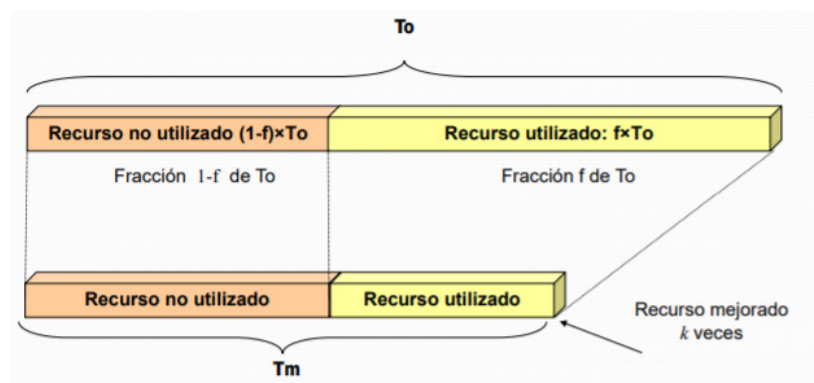 To
Recurso no utilizado (1-f)×To
Recurso utilizado: f×To
Fracción 1-f de To
Fracción f de To
Recurso no utilizado
Recurso utilizado
Recurso mejorado
k veces
Tm